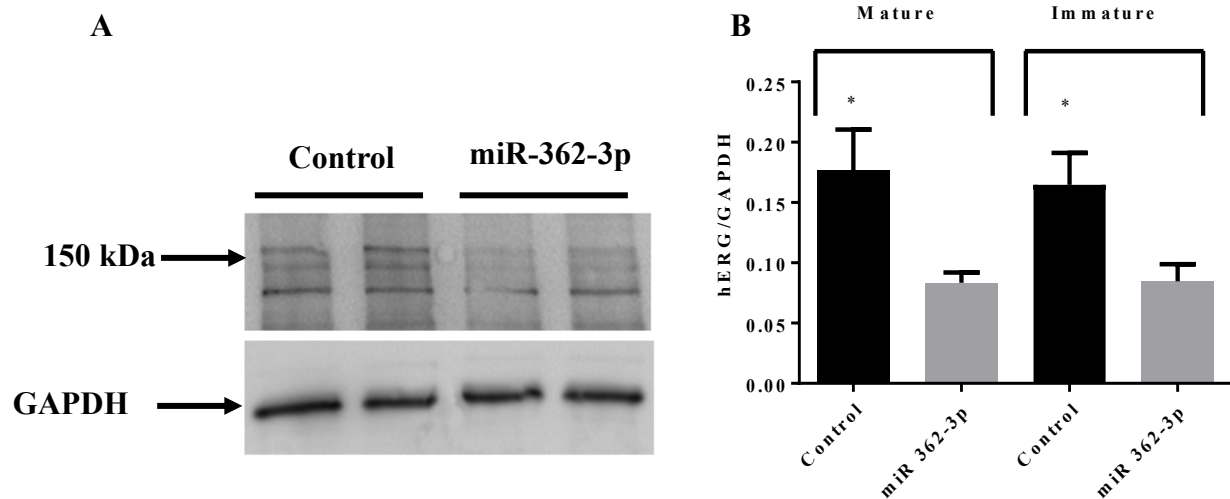 A
Control
miR-362-3p
150 kDa
GAPDH
B
Mature
Immature
0.25
*
*
0.20
0.15
0.10
0.05
0.00
hERG/GAPDH
Control
miR 362-3p
Control
miR 362-3p